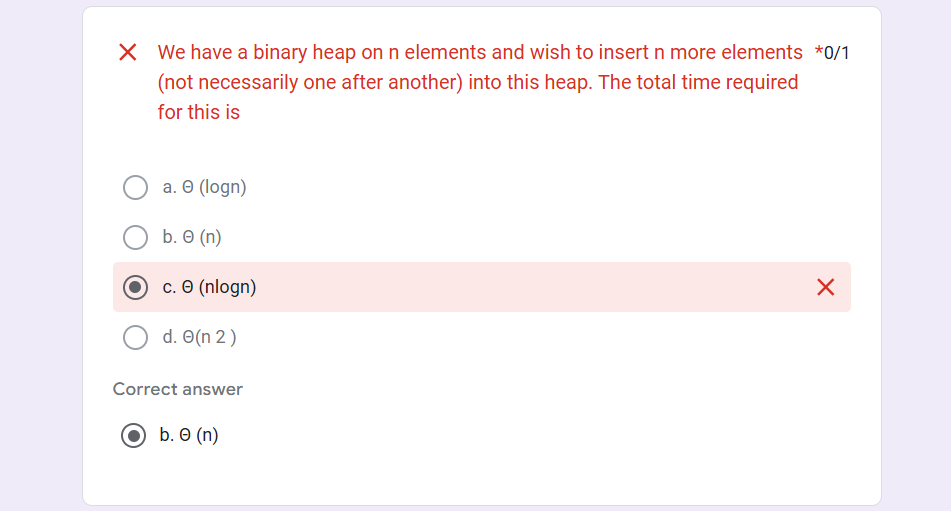 We have a binary heap on n elements and wish to insert n more elements *0/1
(not necessarily one after another) into this heap. The total time required
for this is
a. Θ (logn)
b. Θ (n)
c. Θ (nlogn)
d. Θ(n 2 )
Correct answer
b. Θ (n)